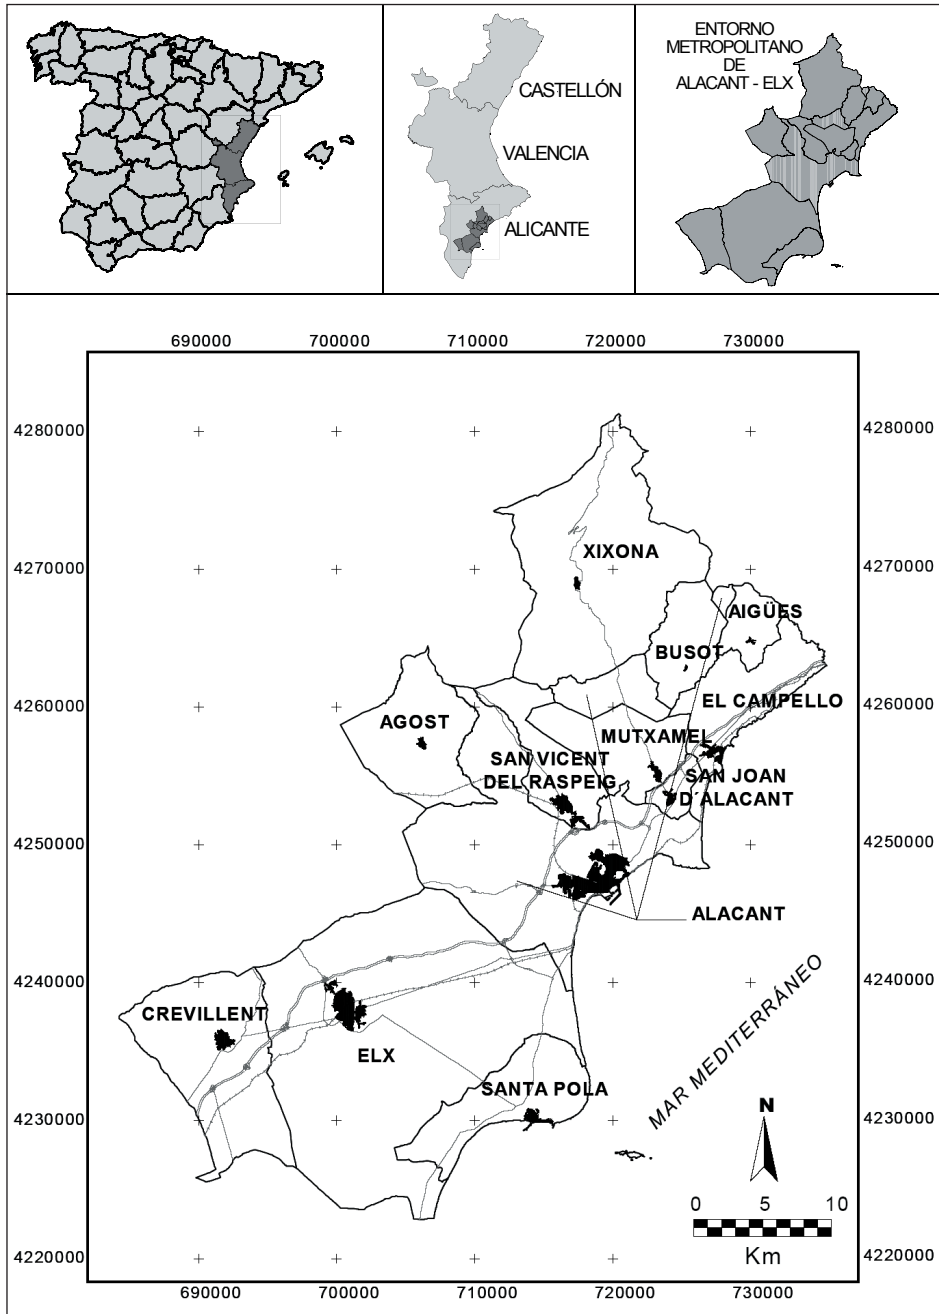 ENTORNO
METROPOLITANO
DE
ALACANT - ELX
CASTELLÓN
VALENCIA
ALICANTE
690000 700000 710000 720000 730000
4280000 4280000
XIXONA
4270000 4270000
AIGÜES
BUSOT
EL CAMPELLO
4260000 4260000
AGOST
MUTXAMEL
SAN VICENT
DEL RASPEIG
SAN JOAN
D´ALACANT
4250000 4250000
ALACANT
4240000 4240000
CREVILLENT
ELX
MAR MEDITERRÁNEO
SANTA POLA
N
4230000 4230000
0 5 10
Km
4220000 4220000
690000 700000 710000 720000 730000